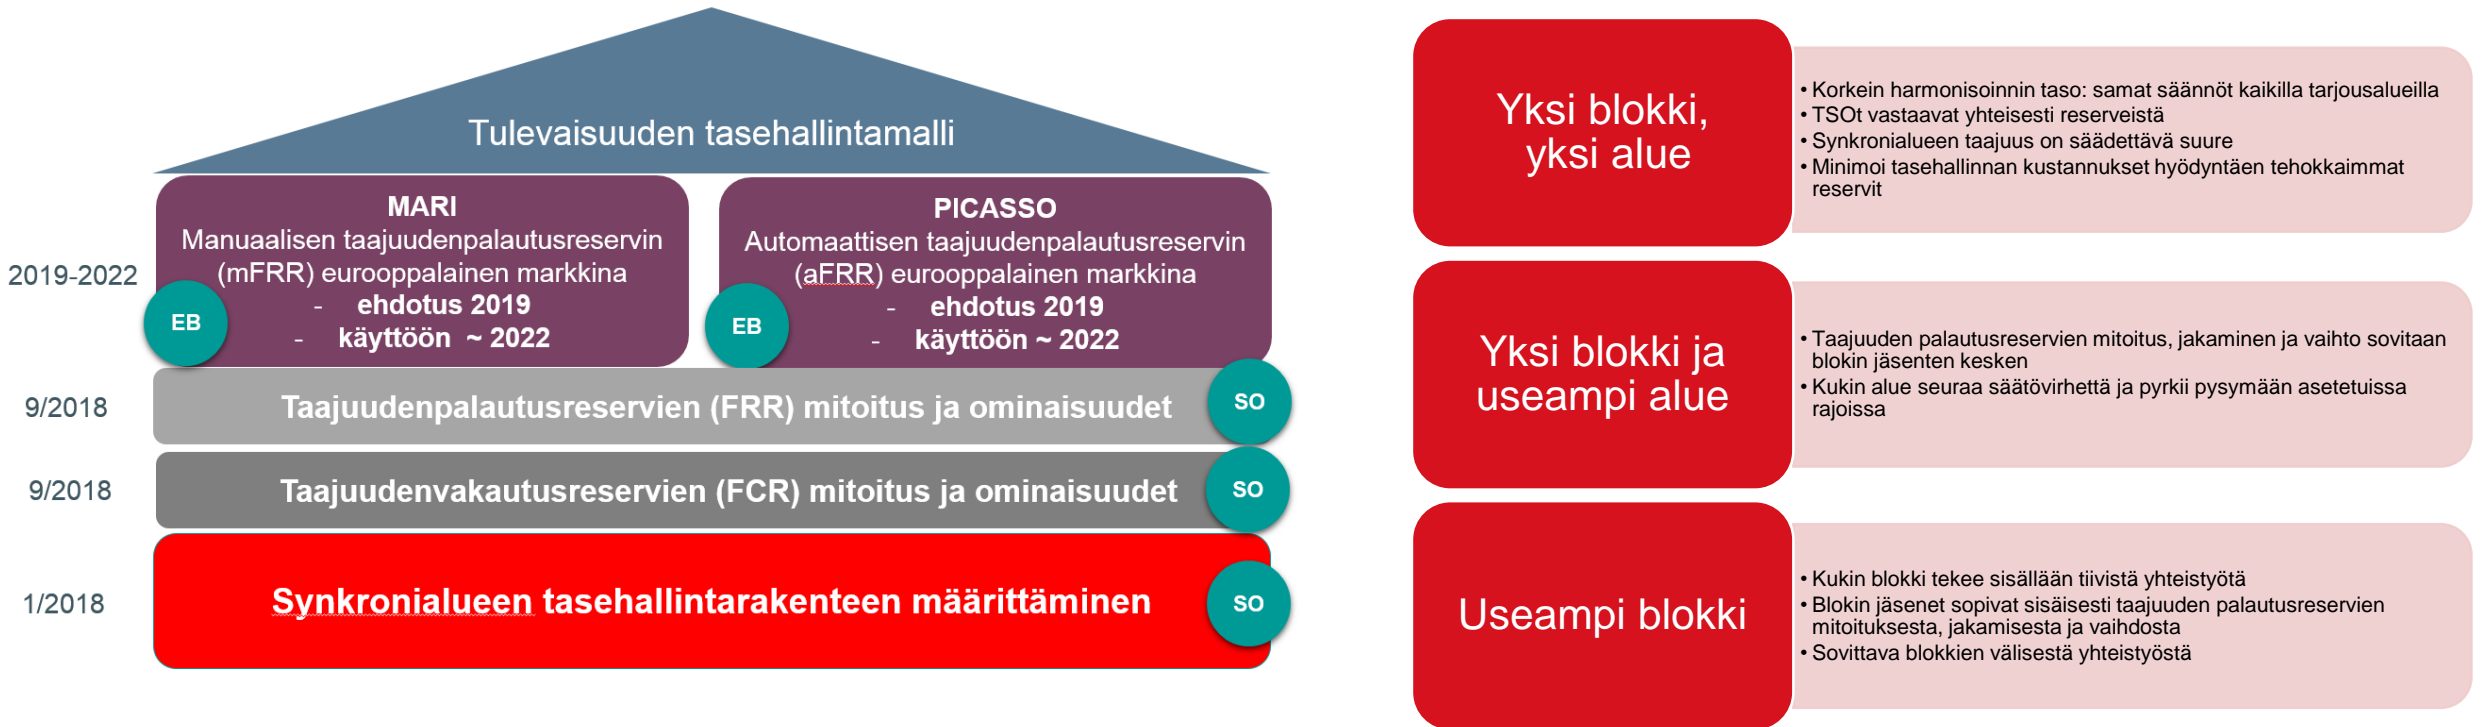 Tulevaisuuden tasehallintamalli
2019-2022
MARI
Manuaalisen taajuudenpalautusreservin
(mFRR) eurooppalainen markkina
- ehdotus 2019
- käyttöön ~ 2022
EB
PICASSO
Automaattisen taajuudenpalautusreservin
(aFRR) eurooppalainen markkina
- ehdotus 2019
- käyttöön ~ 2022
EB
9/2018
Taajuudenpalautusreservien (FRR) mitoitus ja ominaisuudet
SO
9/2018
Taajuudenvakautusreservien (FCR) mitoitus ja ominaisuudet
SO
1/2018
Synkronialueen tasehallintarakenteen määrittäminen
SO
Yksi blokki,
yksi alue
• Korkein harmonisoinnin taso: samat säännöt kaikilla tarjousalueilla
• TSOt vastaavat yhteisesti reserveistä
• Synkronialueen taajuus on säädettävä suure
• Minimoi tasehallinnan kustannukset hyödyntäen tehokkaimmat
reservit
Yksi blokki ja
useampi alue
• Taajuuden palautusreservien mitoitus, jakaminen ja vaihto sovitaan
blokin jäsenten kesken
• Kukin alue seuraa säätövirhettä ja pyrkii pysymään asetetuissa
rajoissa
Useampi blokki
• Kukin blokki tekee sisällään tiivistä yhteistyötä
• Blokin jäsenet sopivat sisäisesti taajuuden palautusreservien
mitoituksesta, jakamisesta ja vaihdosta
• Sovittava blokkien välisestä yhteistyöstä